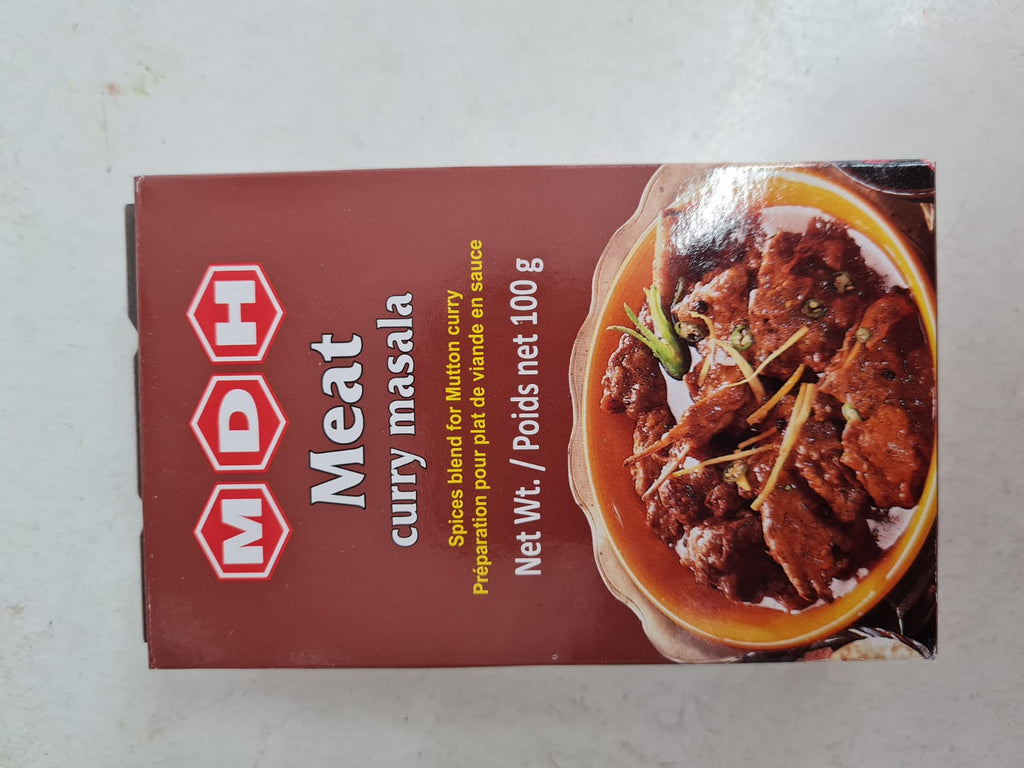 MDH
Meat
curry masala
Spices blend for Mutton curry
Préparation pour plat de viande en sauce
Net Wt. / Poids net 100 g